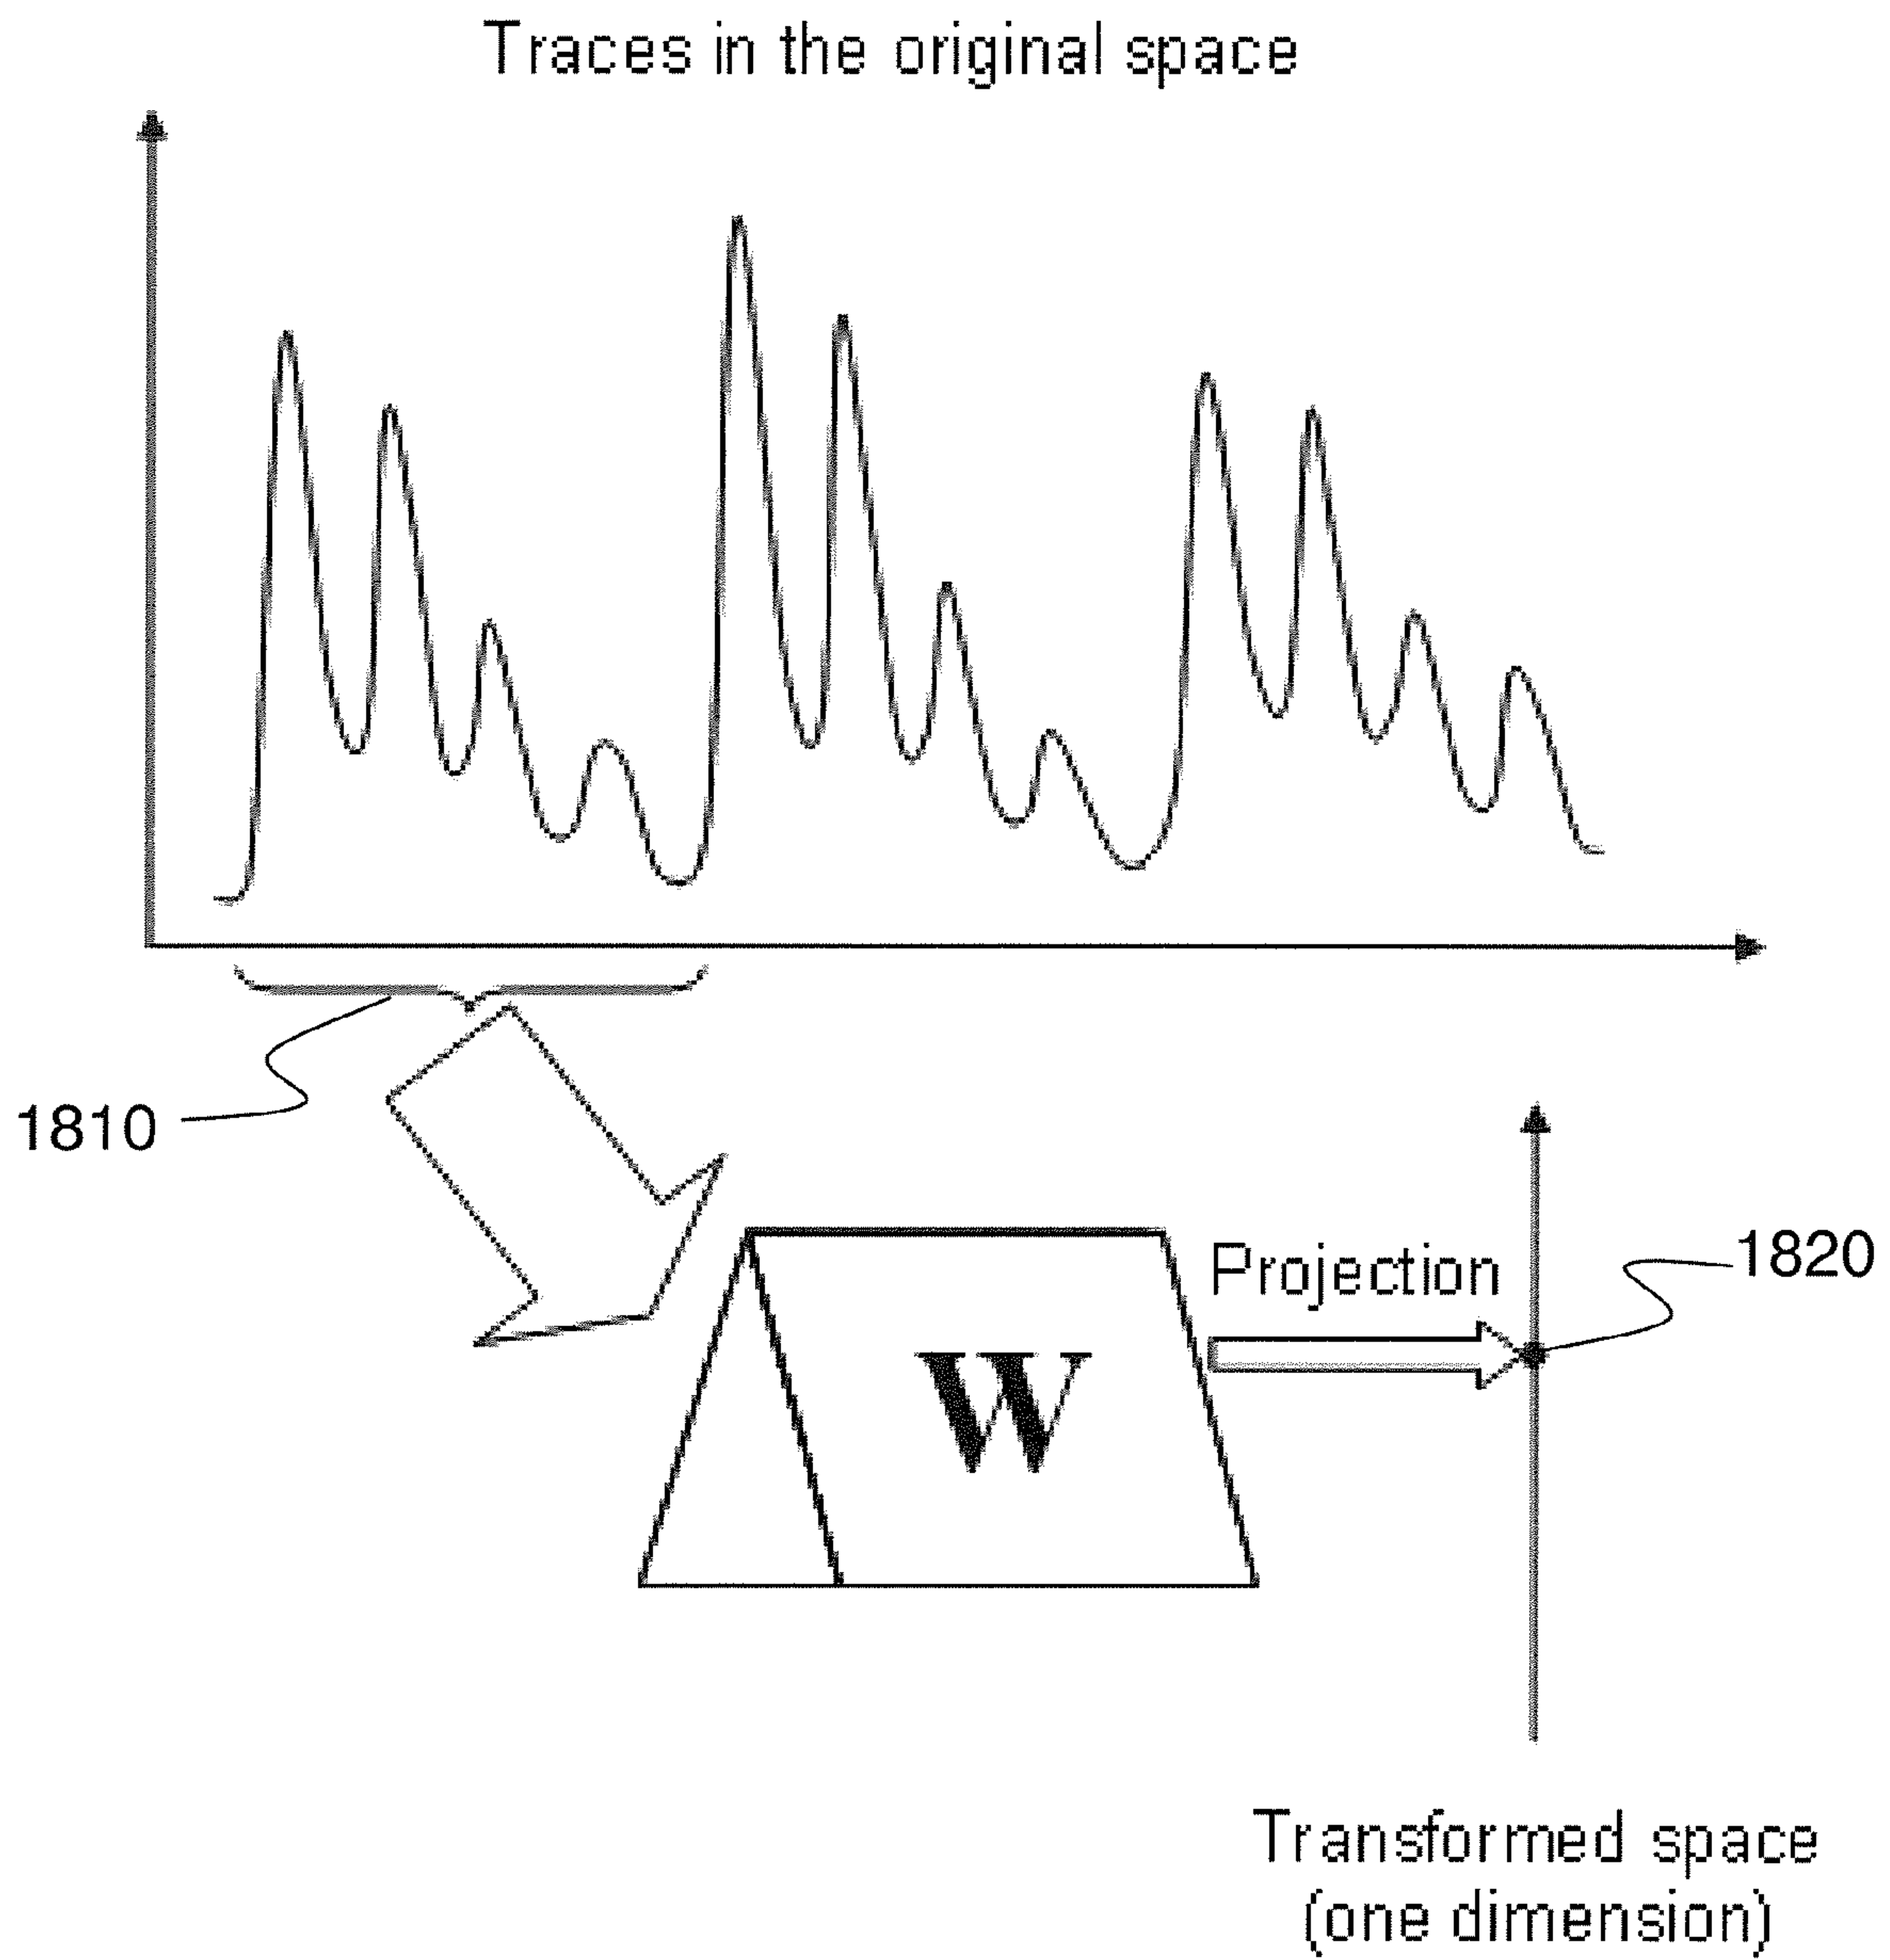 Traces in the original space
1810
Projection
1820
W
Transformed space
(one dimension)